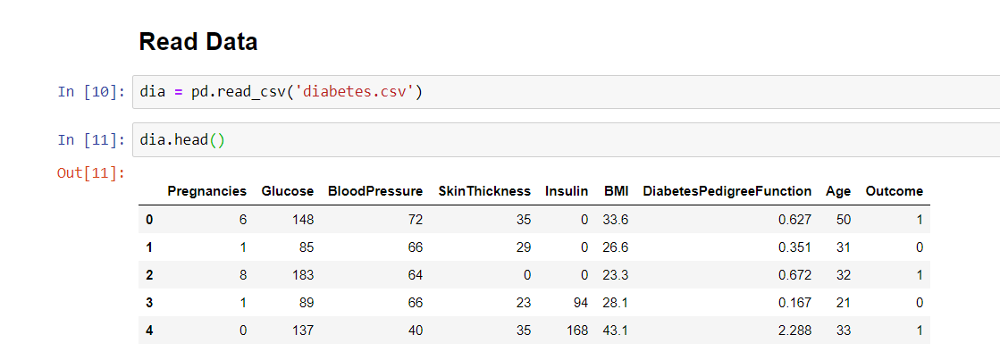 Read Data
In [10]: dia = pd.read_csv('diabetes.csv')
In [11]: dia.head()
Out[11]:
Pregnancies Glucose BloodPressure SkinThickness Insulin BMI DiabetesPedigreeFunction Age Outcome
0 6 148 72 35 0 33.6 0.627 50 1
1 1 85 66 29 0 26.6 0.351 31 0
2 8 183 64 0 0 23.3 0.672 32 1
3 1 89 66 23 94 28.1 0.167 21 0
4 0 137 40 35 168 43.1 2.288 33 1